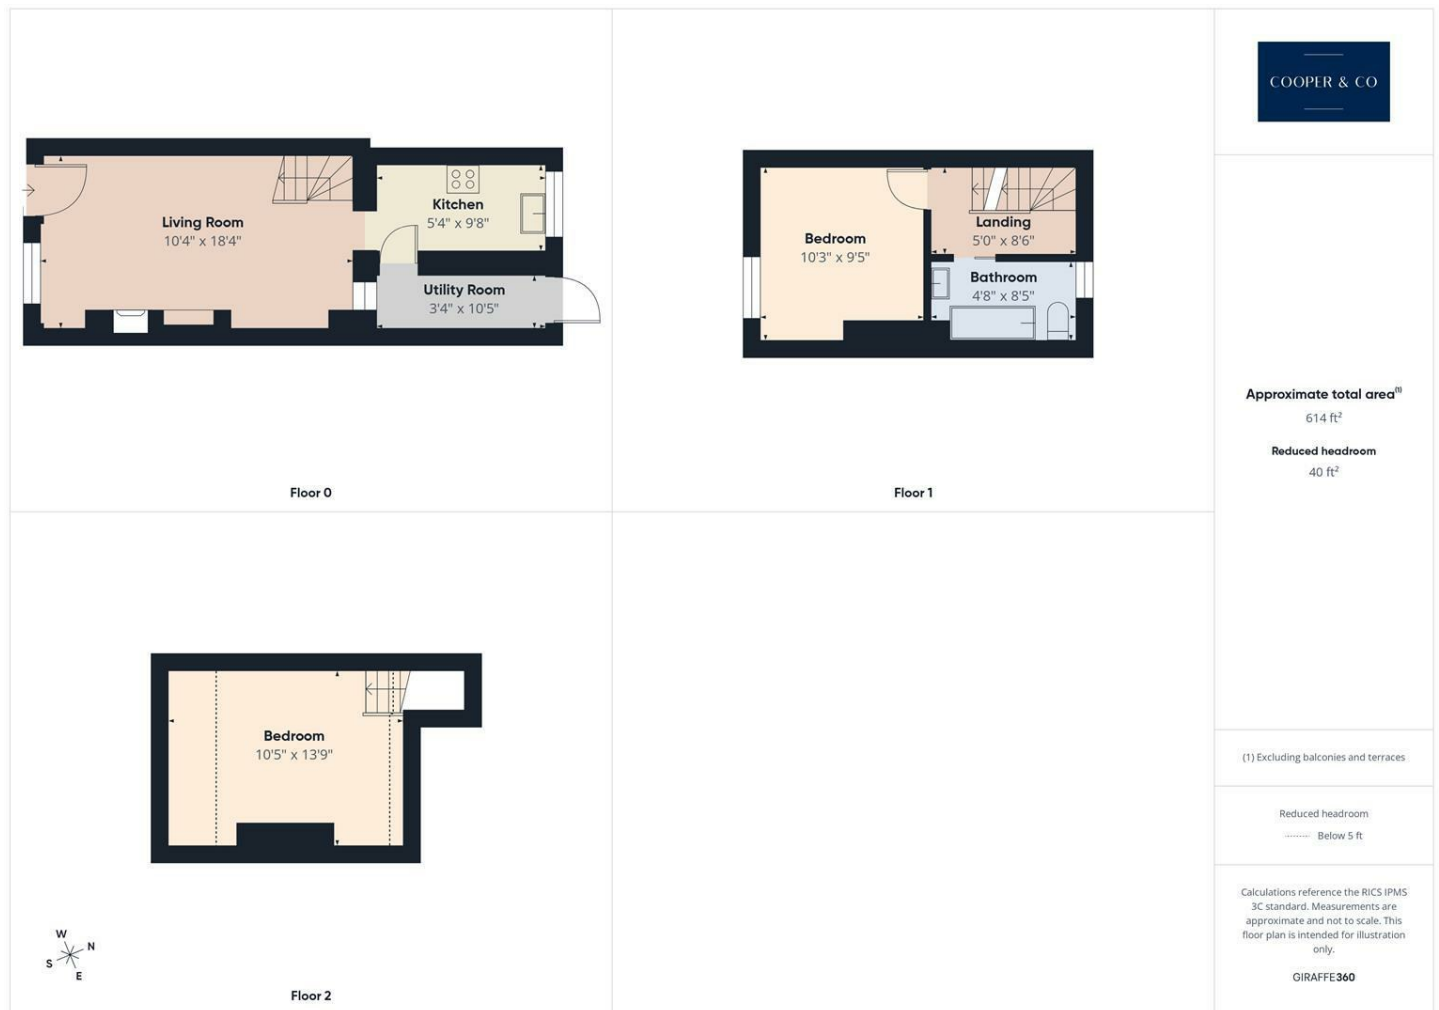 COOPER & CO
Living Room
10'4" x 18'4"
Kitchen
5'4" x 9'8"
Utility Room
3'4" x 10'5"
Floor 0
Bedroom
10'3" x 9'5"
Landing
5'0" x 8'6"
Bathroom
4'8" x 8'5"
Floor 1
Bedroom
10'5" x 13'9"
W
N
S
E
Floor 2
Approximate total area(1)
614 ft²
Reduced headroom
40 ft²
(1) Excluding balconies and terraces
Reduced headroom
Below 5 ft
Calculations reference the RICS IPMS
3C standard. Measurements are
approximate and not to scale. This
floor plan is intended for illustration
only.
GIRAFFE360